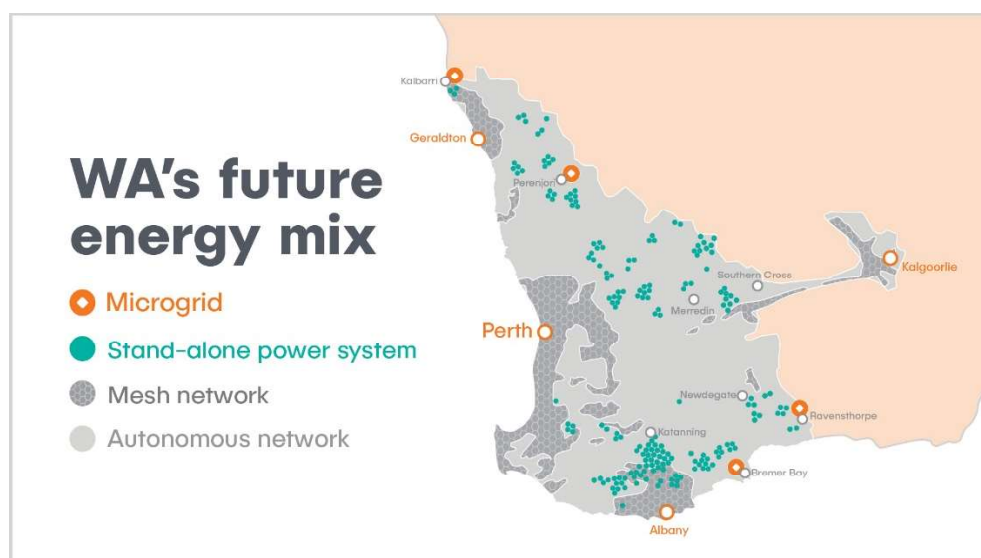 WA's future
energy mix
Microgrid
Stand-alone power system
Mesh network
Autonomous network
Kalbarri
Geraldton
Perenjori
Southern Cross
Kalgoorlie
Merredin
Perth
Newdegate
Ravensthorpe
Katanning
Bremer Bay
Albany